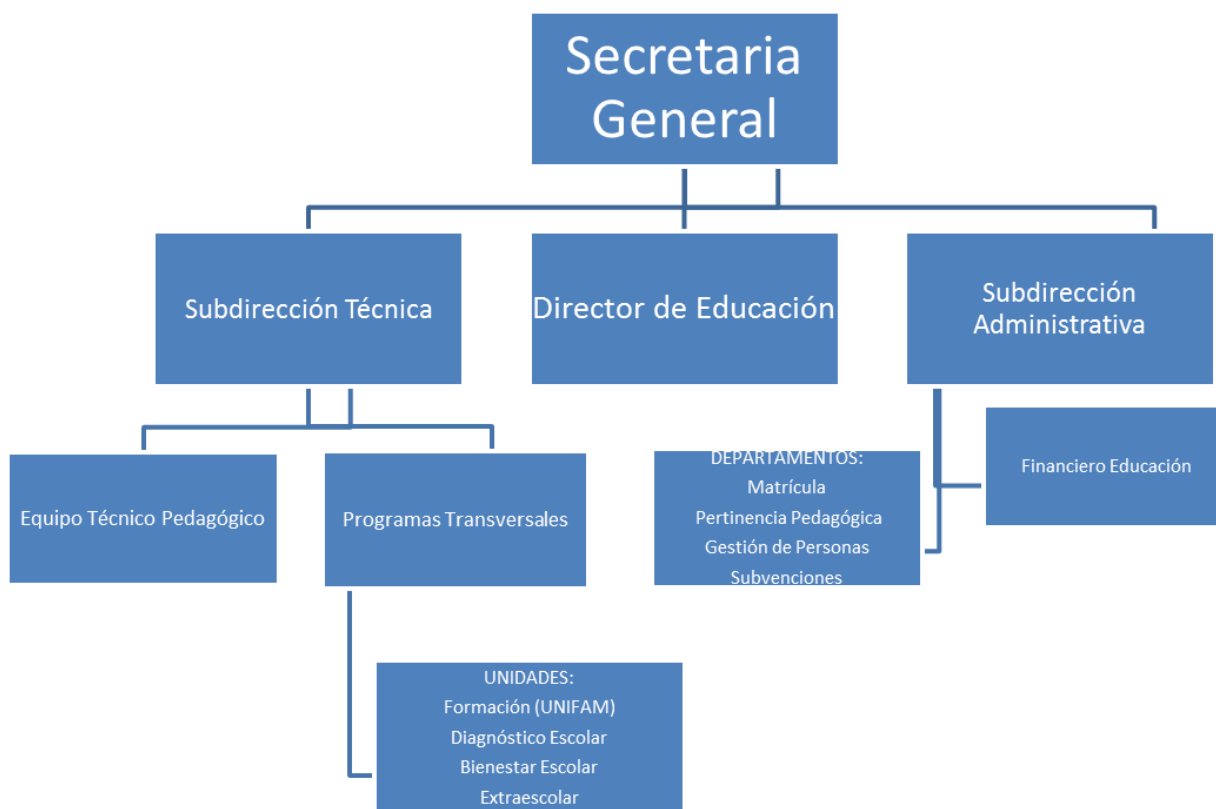 Secretaria
General
Subdirección Técnica
Director de Educación
Subdirección
Administrativa
Equipo Técnico Pedagógico
Programas Transversales
DEPARTAMENTOS:
Matrícula
Pertinencia Pedagógica
Gestión de Personas
Subvenciones
Financiero Educación
UNIDADES:
Formación (UNIFAM)
Diagnóstico Escolar
Bienestar Escolar
Extraescolar